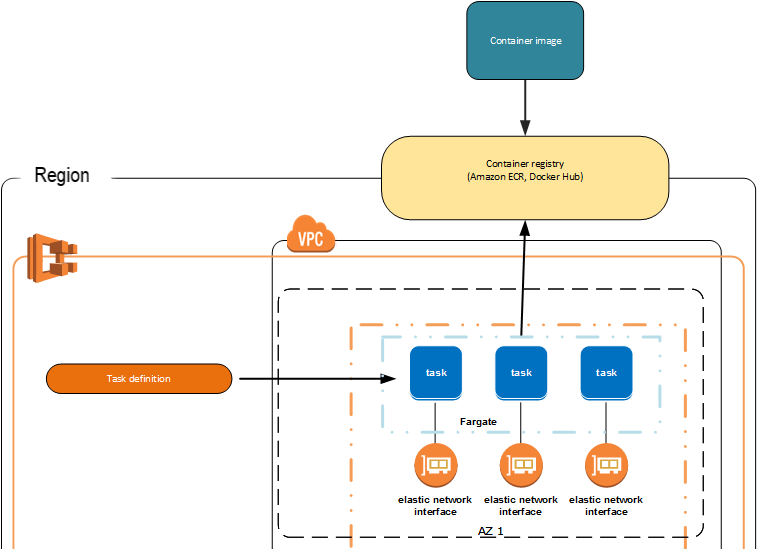 Container image
Container registry
(Amazon ECR, Docker Hub)
Region
VPC
Task definition
task
task
task
Fargate
elastic network
interface
elastic network
interface
elastic network
interface
AZ 1